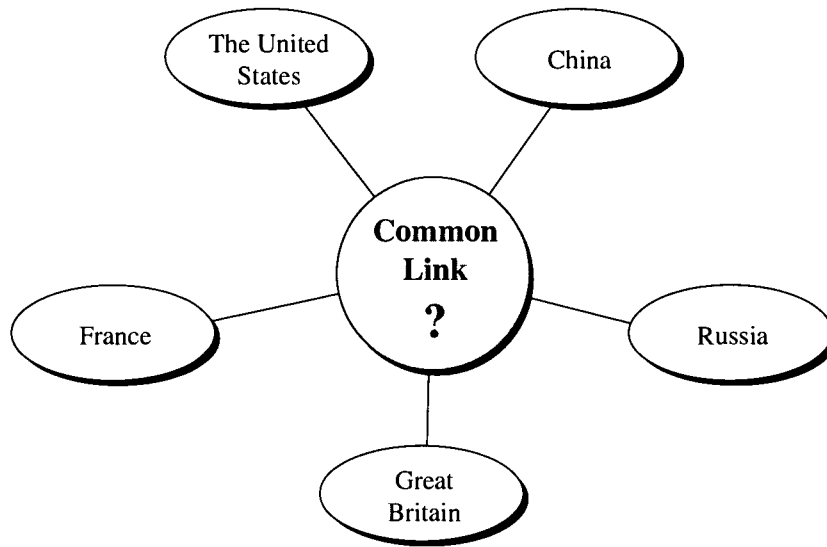 The United
States
China
Common
Link
?
France
Russia
Great
Britain